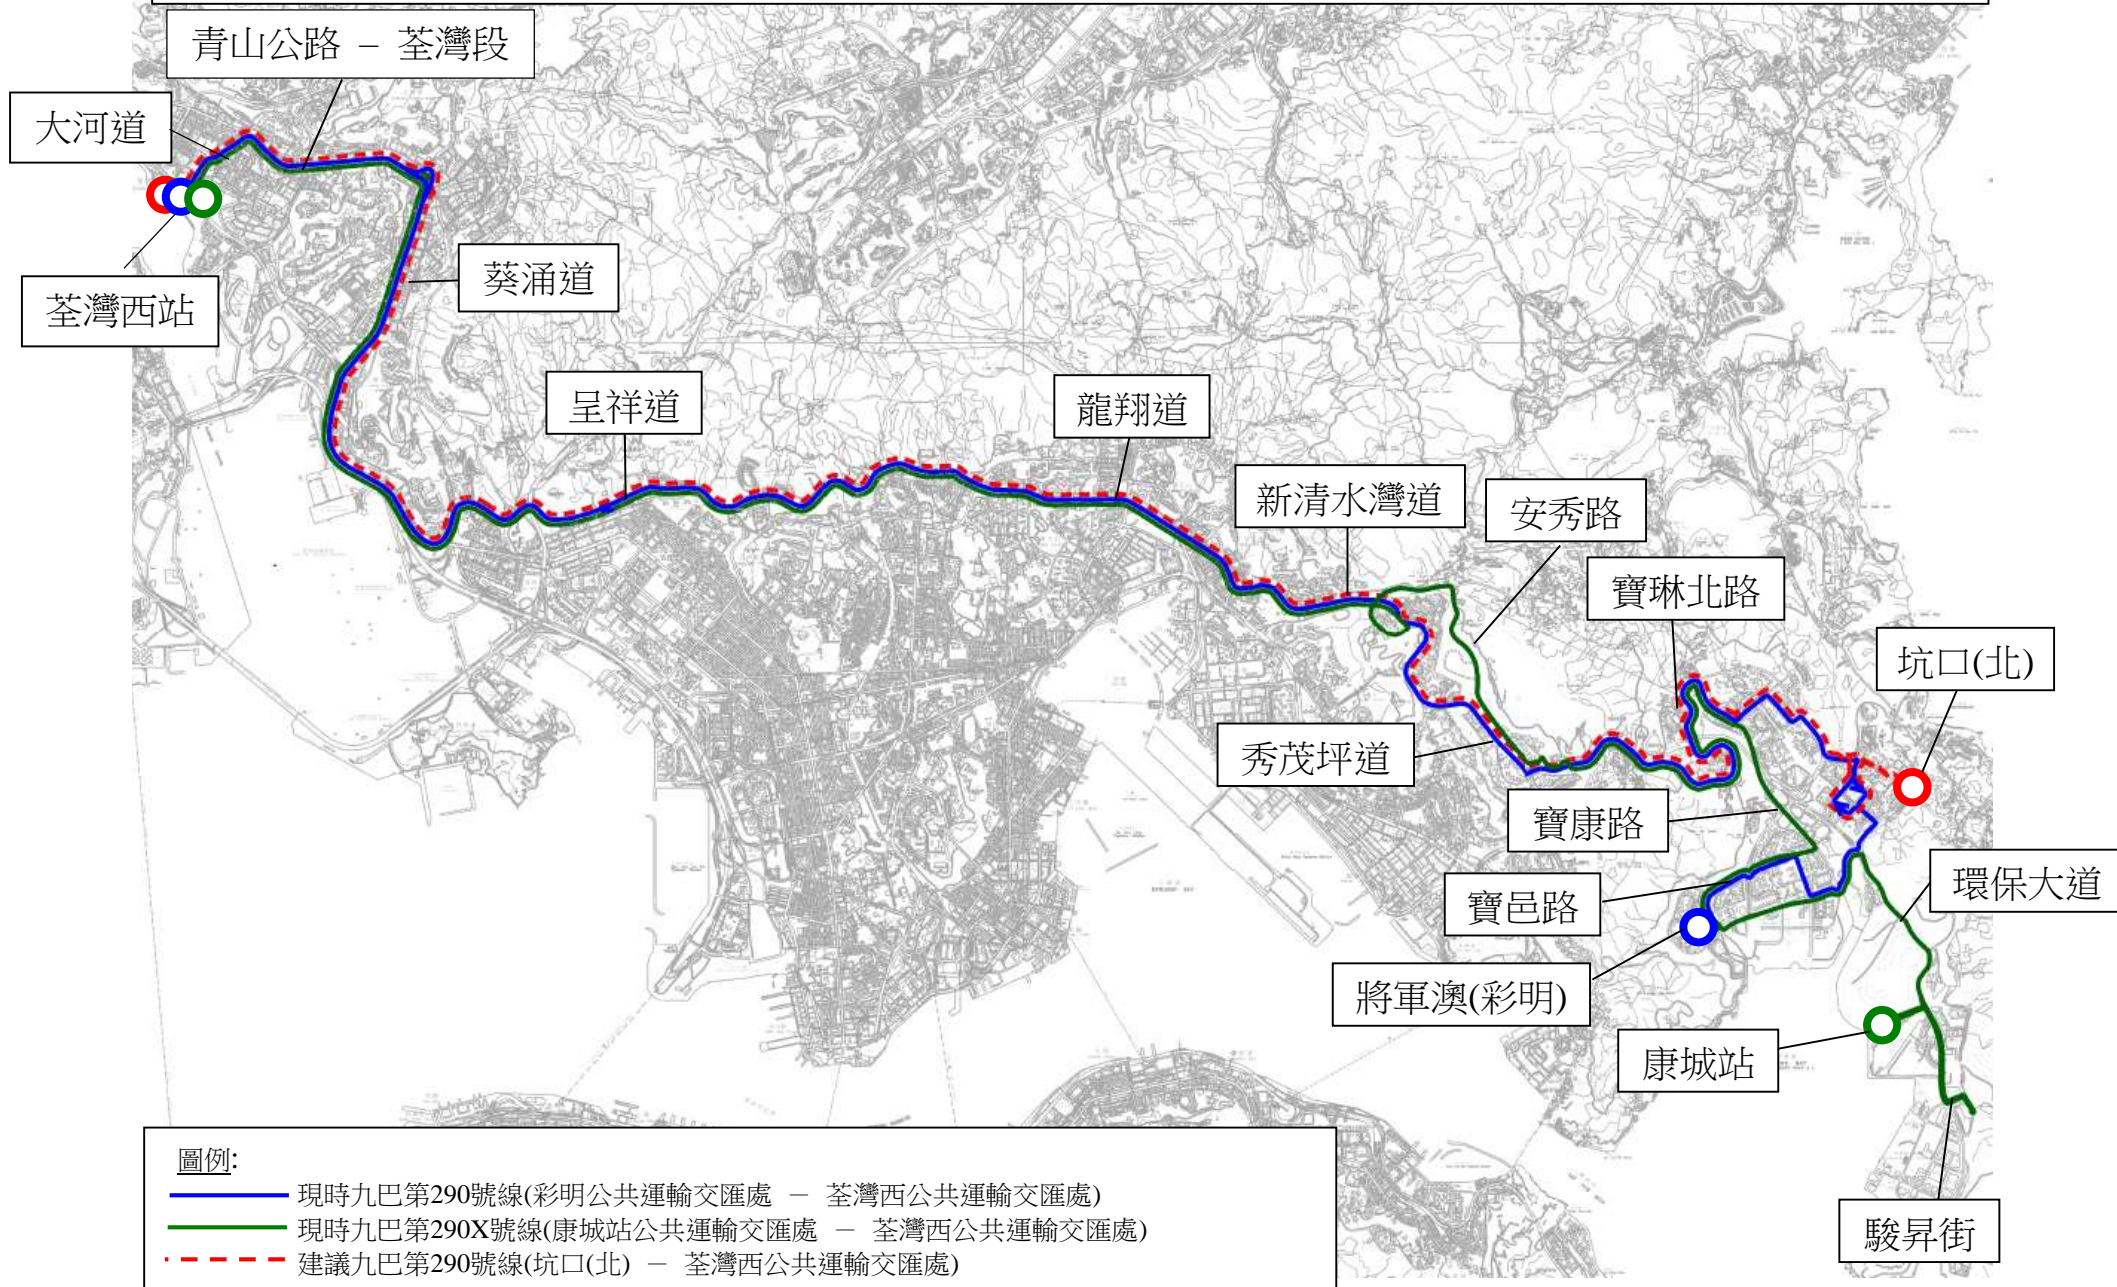 青山公路 – 荃灣段
大河道
荃灣西站
葵涌道
呈祥道
龍翔道
新清水灣道
安秀路
寶琳北路
坑口(北)
秀茂坪道
寶康路
寶邑路
環保大道
將軍澳(彩明)
康城站
駿昇街
圖例:
現時九巴第290號線(彩明公共運輸交匯處 － 荃灣西公共運輸交匯處)
現時九巴第290X號線(康城站公共運輸交匯處 － 荃灣西公共運輸交匯處)
建議九巴第290號線(坑口(北) － 荃灣西公共運輸交匯處)